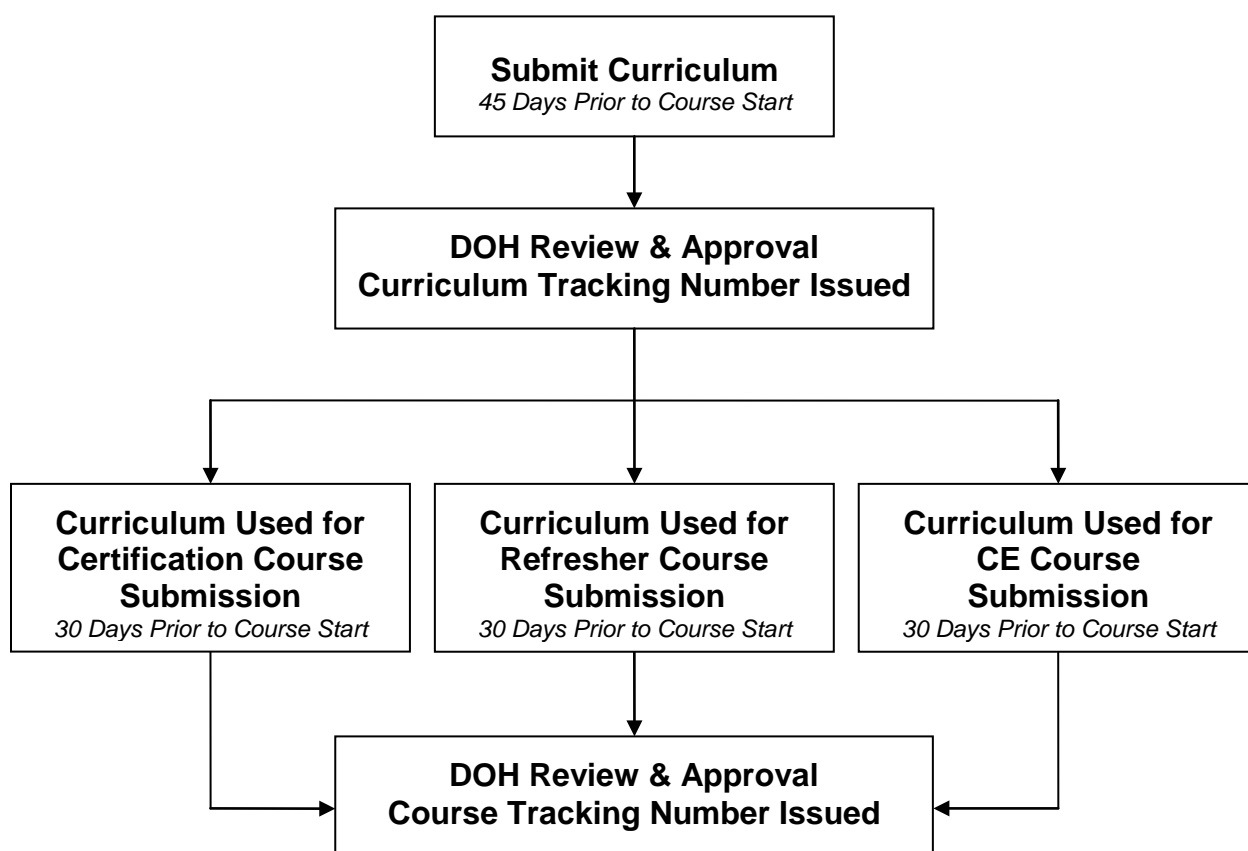 Submit Curriculum
45 Days Prior to Course Start
DOH Review & Approval
Curriculum Tracking Number Issued
Curriculum Used for
Certification Course
Submission
30 Days Prior to Course Start
Curriculum Used for
Refresher Course
Submission
30 Days Prior to Course Start
Curriculum Used for
CE Course
Submission
30 Days Prior to Course Start
DOH Review & Approval
Course Tracking Number Issued